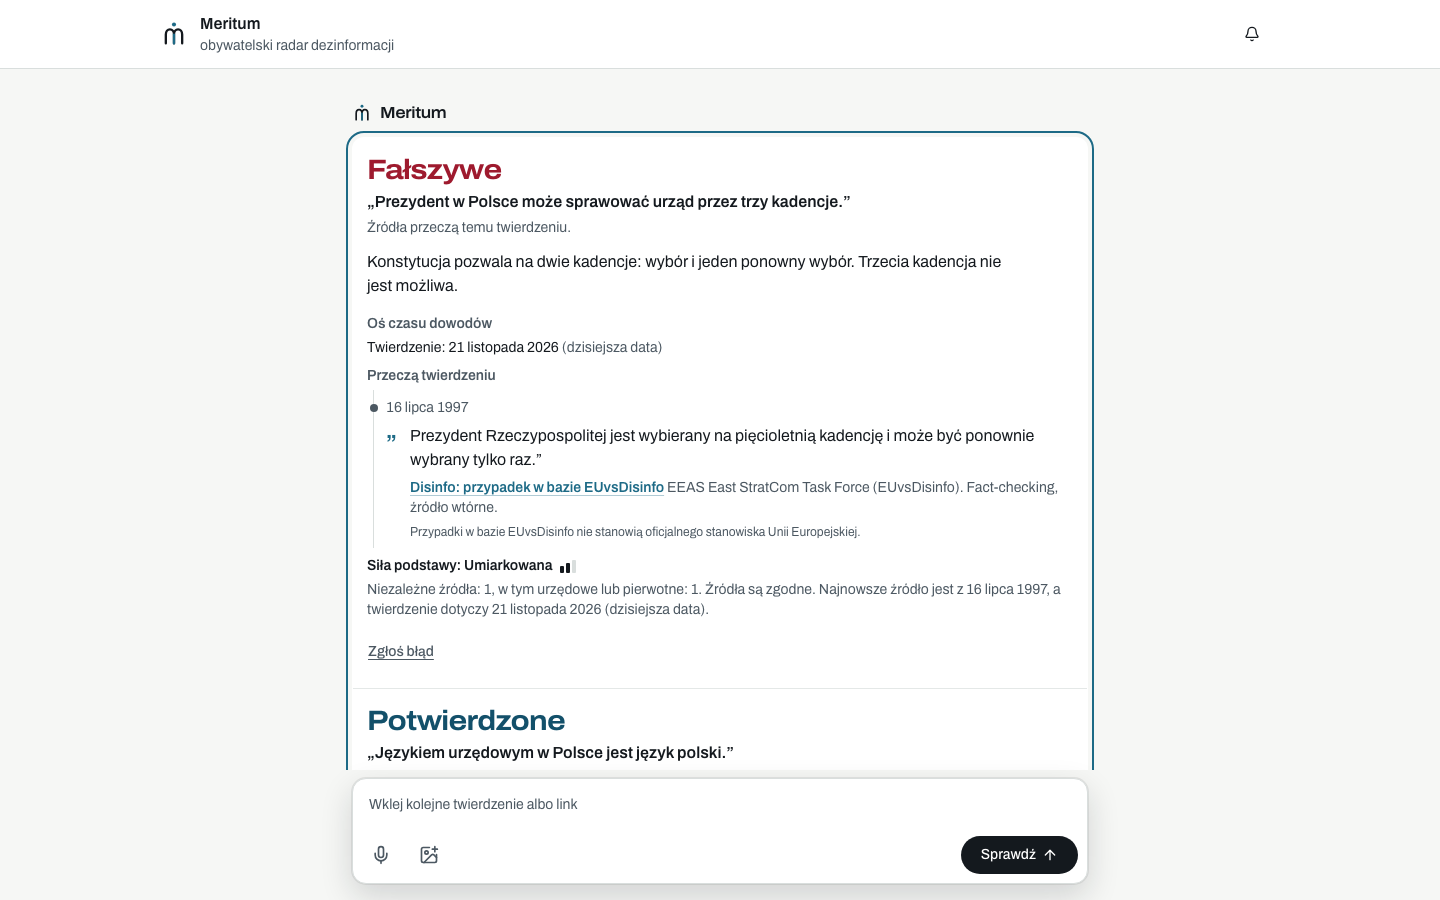 Meritum
obywatelski radar dezinformacji
Meritum
Fałszywe
„Prezydent w Polsce może sprawować urząd przez trzy kadencje.”
Źródła przeczą temu twierdzeniu.
Konstytucja pozwala na dwie kadencje: wybór i jeden ponowny wybór. Trzecia kadencja nie
jest możliwa.
Oś czasu dowodów
Twierdzenie: 21 listopada 2026 (dzisiejsza data)
Przeczą twierdzeniu
16 lipca 1997
” Prezydent Rzeczypospolitej jest wybierany na pięcioletnią kadencję i może być ponownie
wybrany tylko raz.”
Disinfo: przypadek w bazie EUvsDisinfo EEAS East StratCom Task Force (EUvsDisinfo). Fact-checking,
źródło wtórne.
Przypadki w bazie EUvsDisinfo nie stanowią oficjalnego stanowiska Unii Europejskiej.
Siła podstawy: Umiarkowana
Niezależne źródła: 1, w tym urzędowe lub pierwotne: 1. Źródła są zgodne. Najnowsze źródło jest z 16 lipca 1997, a
twierdzenie dotyczy 21 listopada 2026 (dzisiejsza data).
Zgłoś błąd
Potwierdzone
„Językiem urzędowym w Polsce jest język polski.”
Wklej kolejne twierdzenie albo link
Sprawdź